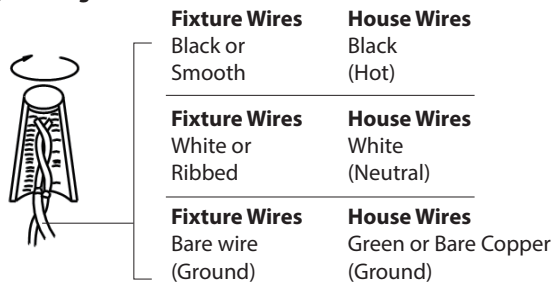 Fixture Wires House Wires
Black or Black
Smooth (Hot)
Fixture Wires House Wires
White or White
Ribbed (Neutral)
Fixture Wires House Wires
Bare wire Green or Bare Copper
(Ground) (Ground)